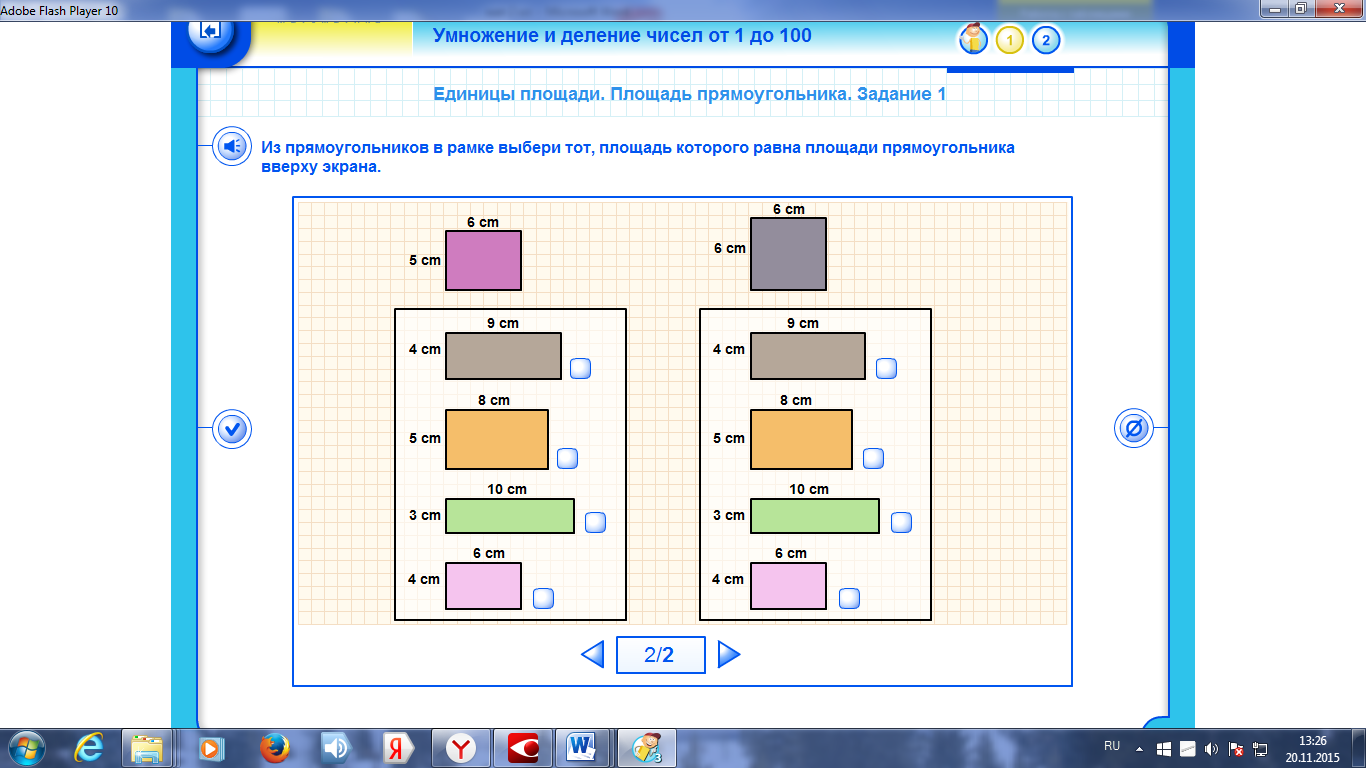 Adobe Flash Player 10
Умножение и деление чисел от 1 до 100
1
2
Единицы площади. Площадь прямоугольника. Задание 1
Из прямоугольников в рамке выбери тот, площадь которого равна площади прямоугольника
вверху экрана.
6 cm
5 cm
6 cm
6 cm
9 cm
4 cm
8 cm
5 cm
10 cm
3 cm
6 cm
4 cm
9 cm
4 cm
8 cm
5 cm
10 cm
3 cm
6 cm
4 cm
2/2
RU
13:26
20.11.2015